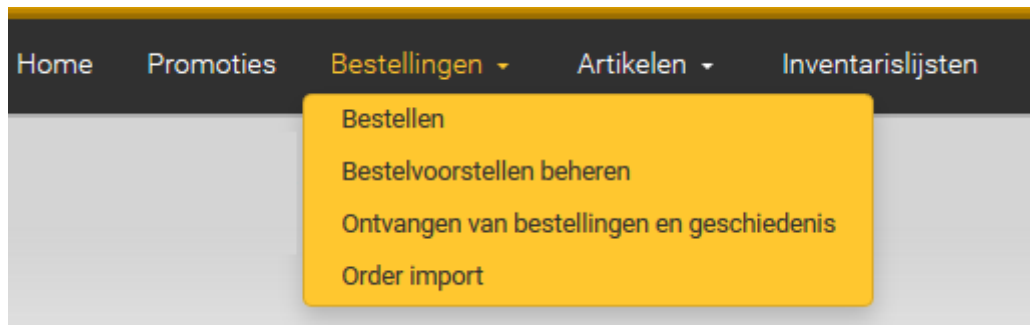 Home Promoties Bestellingen Artikelen Inventarislijsten
Bestellen
Bestelvoorstellen beheren
Ontvangen van bestellingen en geschiedenis
Order import